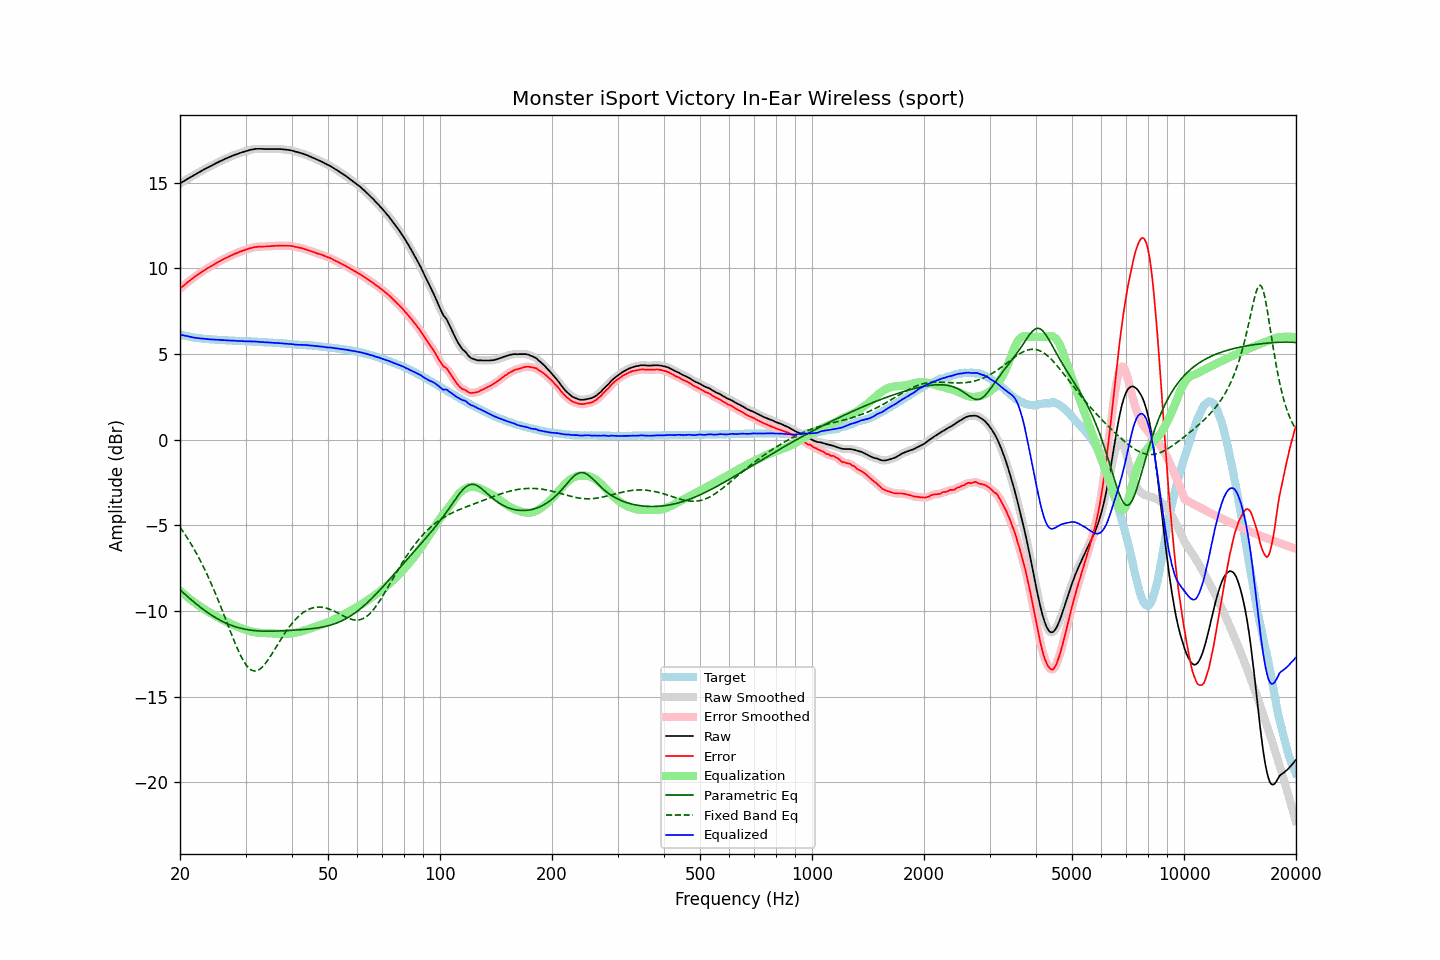 Monster iSport Victory In-Ear Wireless (sport)
Amplitude (dBr)
15
10
5
0
−5
−10
−15
−20
Target
Raw Smoothed
Error Smoothed
Raw
Error
Equalization
Parametric Eq
Fixed Band Eq
Equalized
20 50 100 200 500 1000 2000 5000 10000 20000
Frequency (Hz)